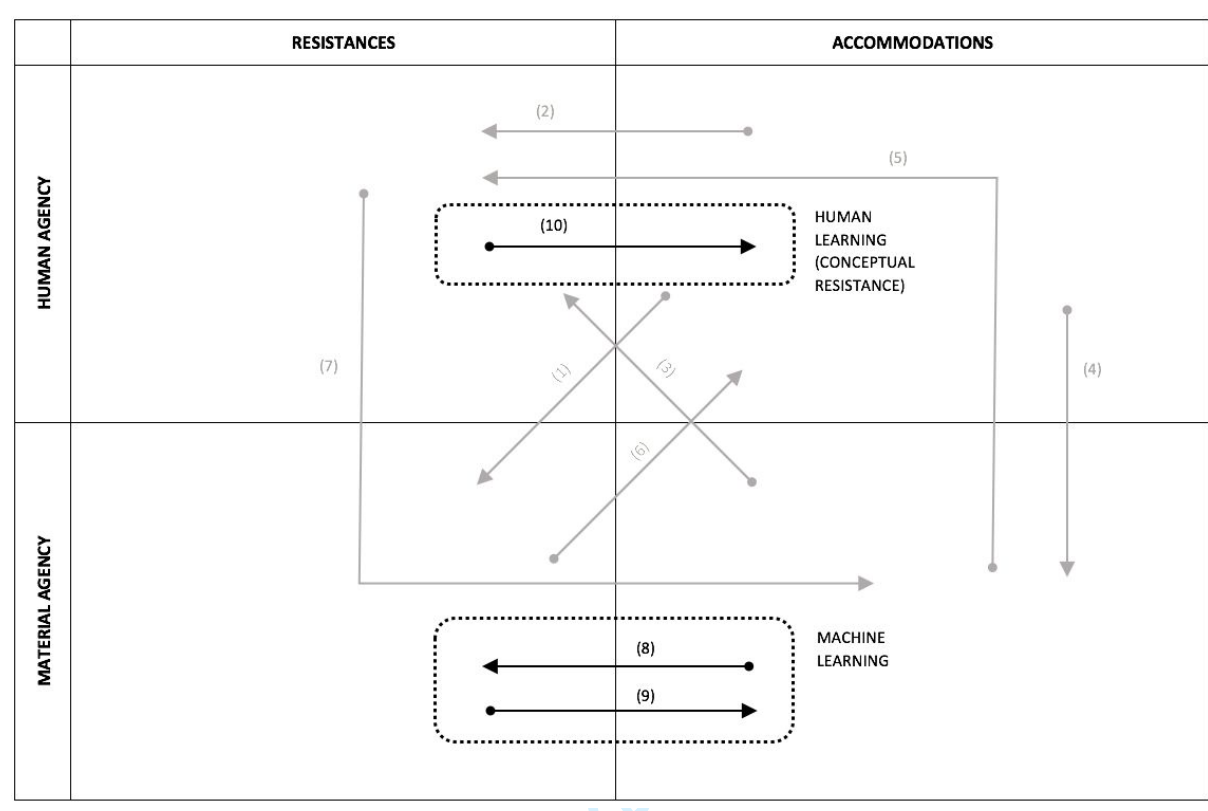 RESISTANCES
ACCOMMODATIONS
HUMAN AGENCY
(2)
(5)
(10)
HUMAN
LEARNING
(CONCEPTUAL
RESISTANCE)
(7)
(1)
(3)
(4)
MATERIAL AGENCY
(6)
(8)
(9)
MACHINE
LEARNING